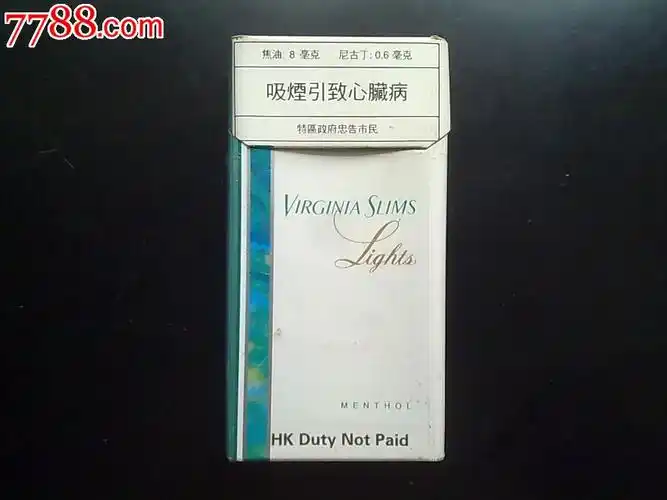 7788.com
焦油: 8 毫克 尼古丁: 0.6 毫克
吸煙引致心臟病
特區政府忠告市民
VIRGINIA SLIMS
Lights
MENTHOL
HK Duty Not Paid